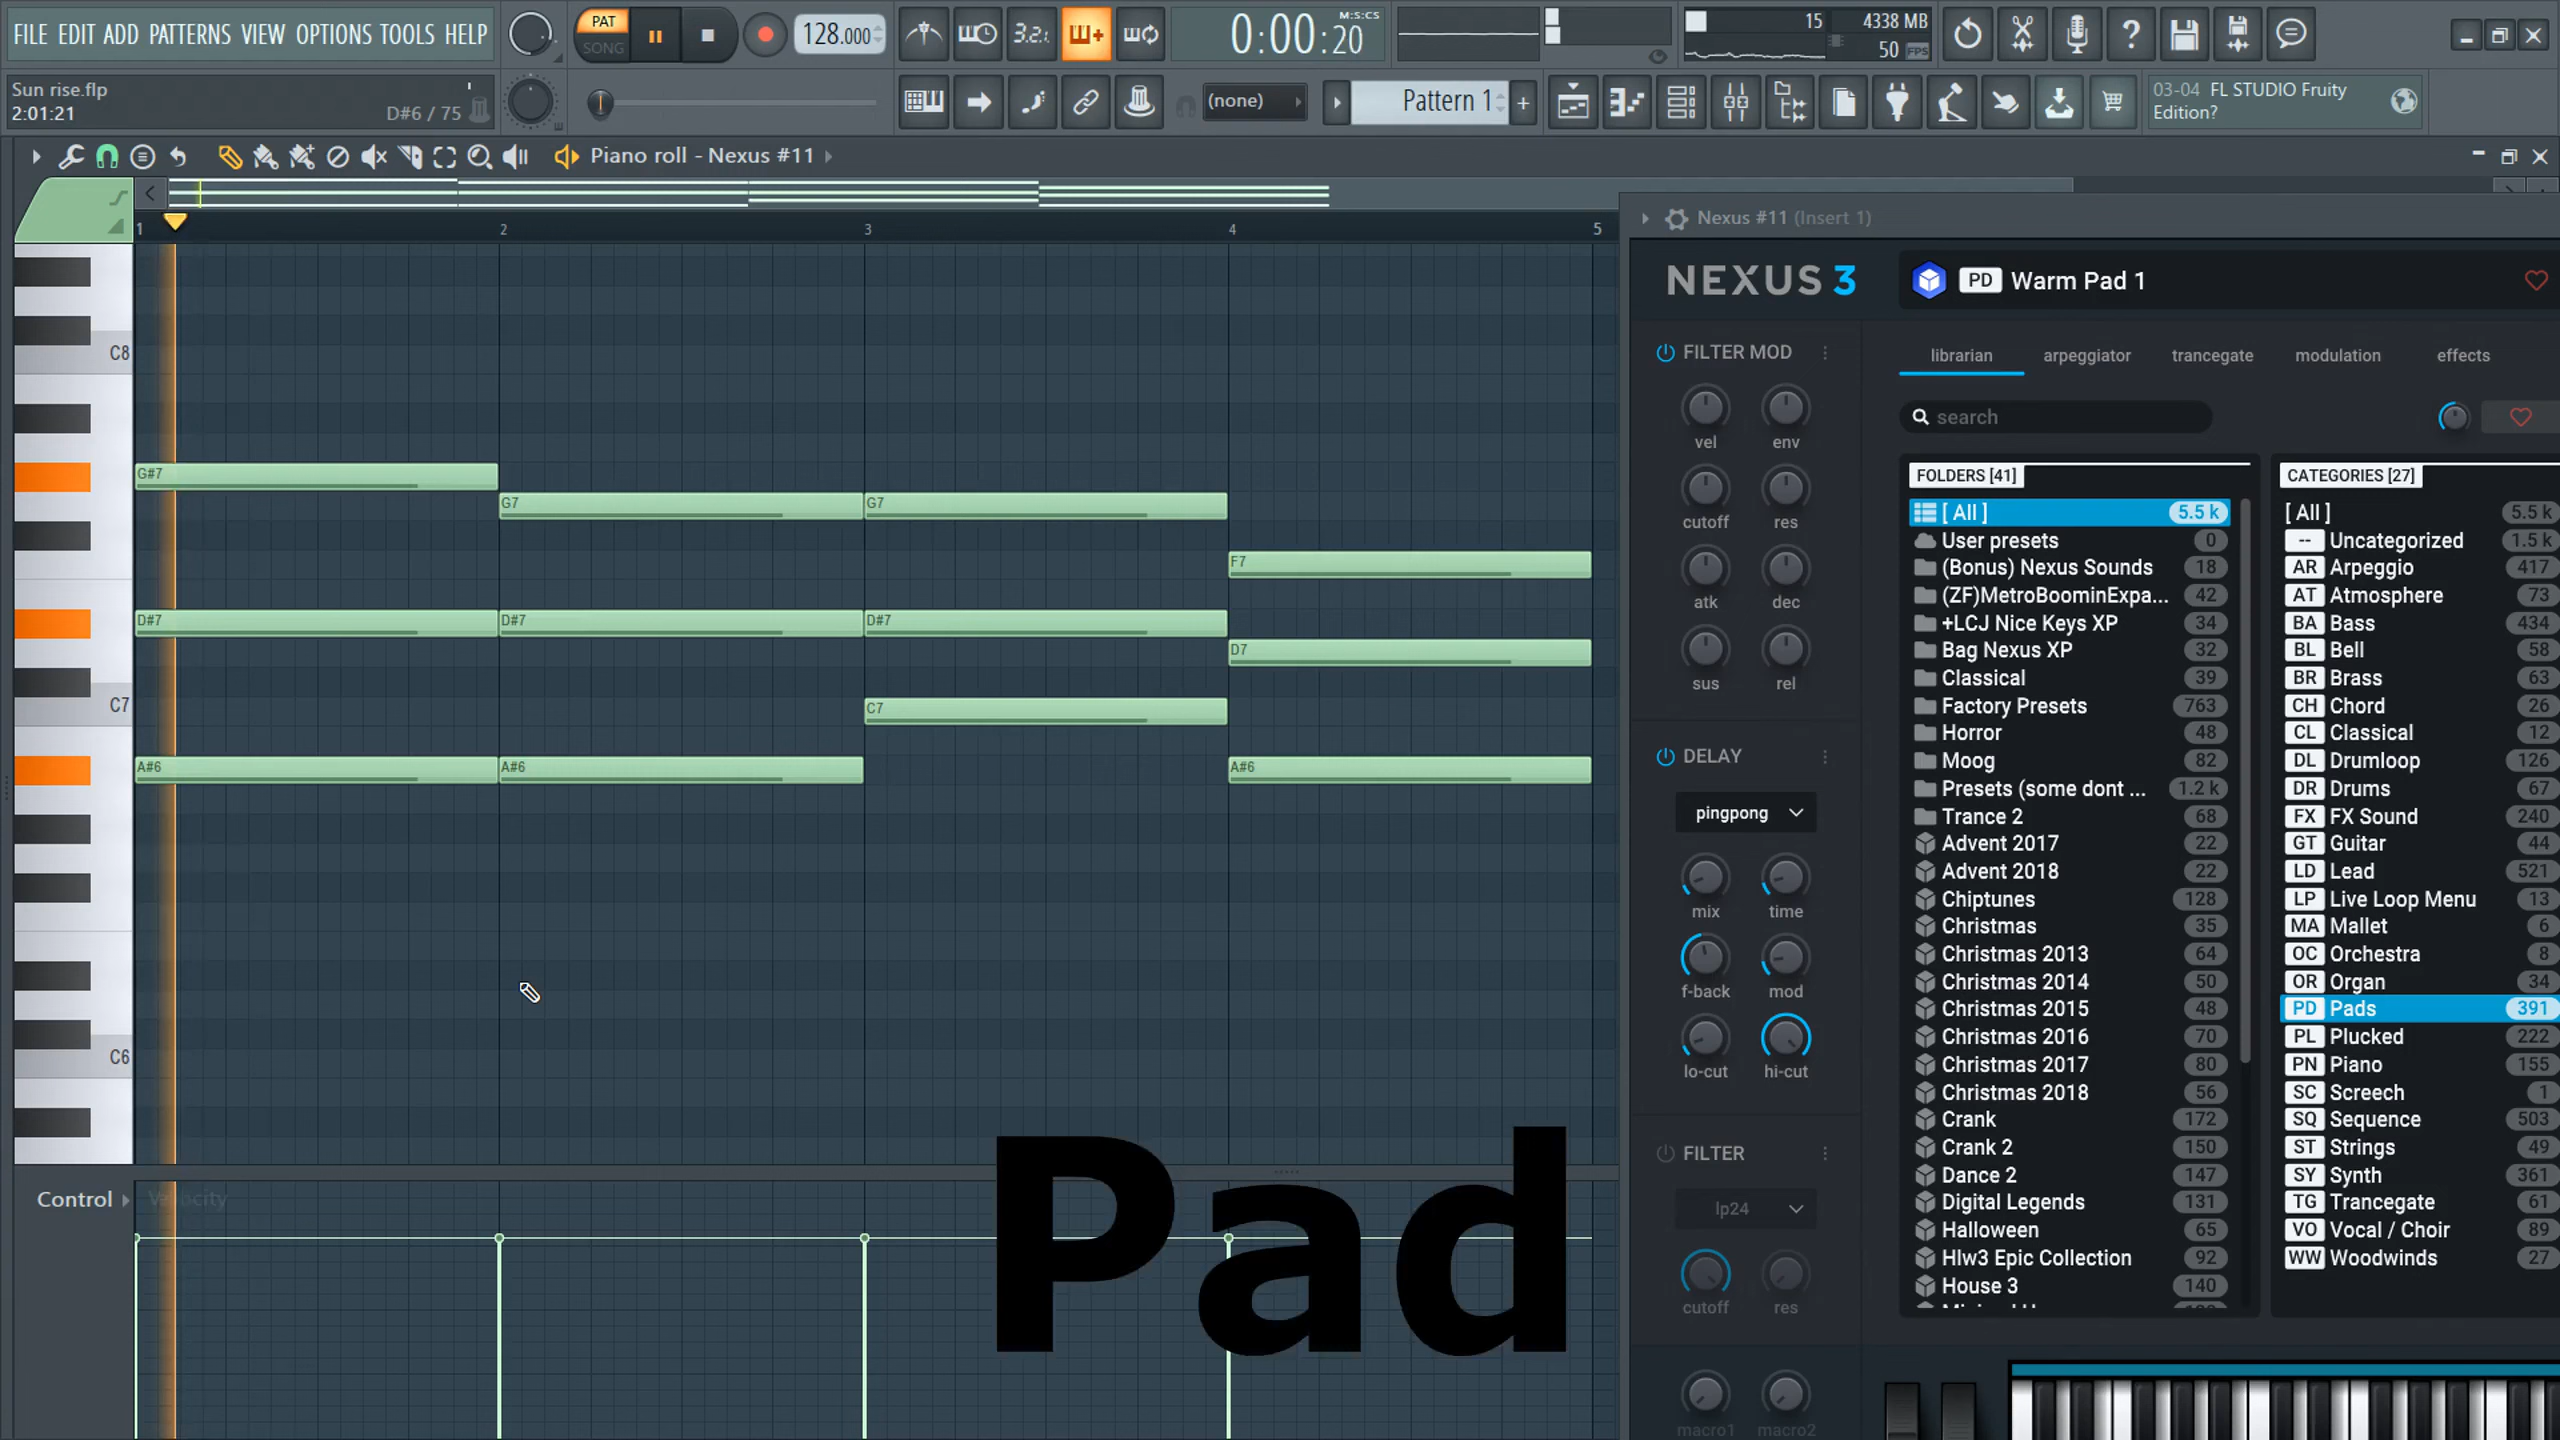 FILE EDIT ADD PATTERNS VIEW OPTIONS TOOLS HELP
PAT
SONG
128.000
3.2.
0:00:20
M:S:CS
15
4338 MB
50 FPS
Sun rise.flp
2:01:21
D#6 / 75
(none)
Pattern 1
+
03-04 FL STUDIO Fruity
Edition?
Piano roll - Nexus #11
1
2
3
4
5
C8
C7
C6
G#7
G7
G7
F7
D#7
D#7
D#7
D7
C7
A#6
A#6
A#6
Control
Velocity
Pad
Nexus #11 (Insert 1)
NEXUS 3
PD Warm Pad 1
FILTER MOD
vel
env
cutoff
res
atk
dec
sus
rel
DELAY
pingpong
mix
time
f-back
mod
lo-cut
hi-cut
FILTER
lp24
cutoff
res
macro1
macro2
librarian
arpeggiator
trancegate
modulation
effects
search
FOLDERS [41]
[ All ] 5.5 k
User presets 0
(Bonus) Nexus Sounds 18
(ZF)MetroBoominExpa... 42
+LCJ Nice Keys XP 34
Bag Nexus XP 32
Classical 39
Factory Presets 763
Horror 48
Moog 82
Presets (some dont ... 1.2 k
Trance 2 68
Advent 2017 22
Advent 2018 22
Chiptunes 128
Christmas 35
Christmas 2013 64
Christmas 2014 50
Christmas 2015 48
Christmas 2016 70
Christmas 2017 80
Christmas 2018 56
Crank 172
Crank 2 150
Dance 2 147
Digital Legends 131
Halloween 65
Hlw3 Epic Collection 92
House 3 140
CATEGORIES [27]
[ All ] 5.5 k
-- Uncategorized 1.5 k
AR Arpeggio 417
AT Atmosphere 73
BA Bass 434
BL Bell 58
BR Brass 63
CH Chord 26
CL Classical 12
DL Drumloop 126
DR Drums 67
FX FX Sound 240
GT Guitar 44
LD Lead 521
LP Live Loop Menu 13
MA Mallet 6
OC Orchestra 8
OR Organ 34
PD Pads 391
PL Plucked 222
PN Piano 155
SC Screech 1
SQ Sequence 503
ST Strings 49
SY Synth 361
TG Trancegate 61
VO Vocal / Choir 89
WW Woodwinds 27